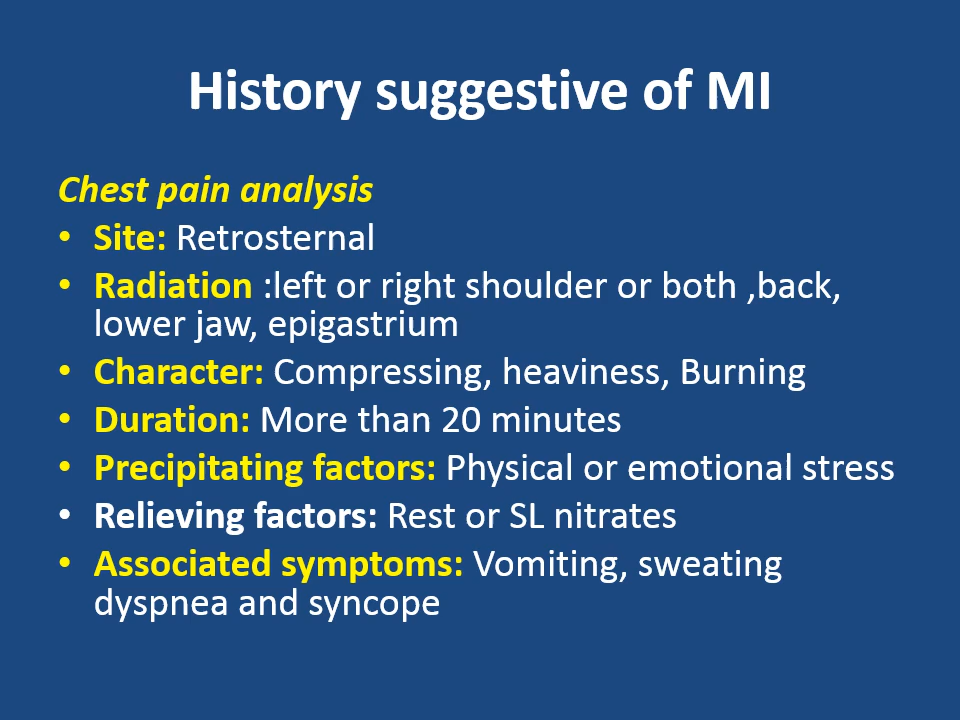 History suggestive of MI
Chest pain analysis
• Site: Retrosternal
• Radiation :left or right shoulder or both ,back,
lower jaw, epigastrium
• Character: Compressing, heaviness, Burning
• Duration: More than 20 minutes
• Precipitating factors: Physical or emotional stress
• Relieving factors: Rest or SL nitrates
• Associated symptoms: Vomiting, sweating
dyspnea and syncope